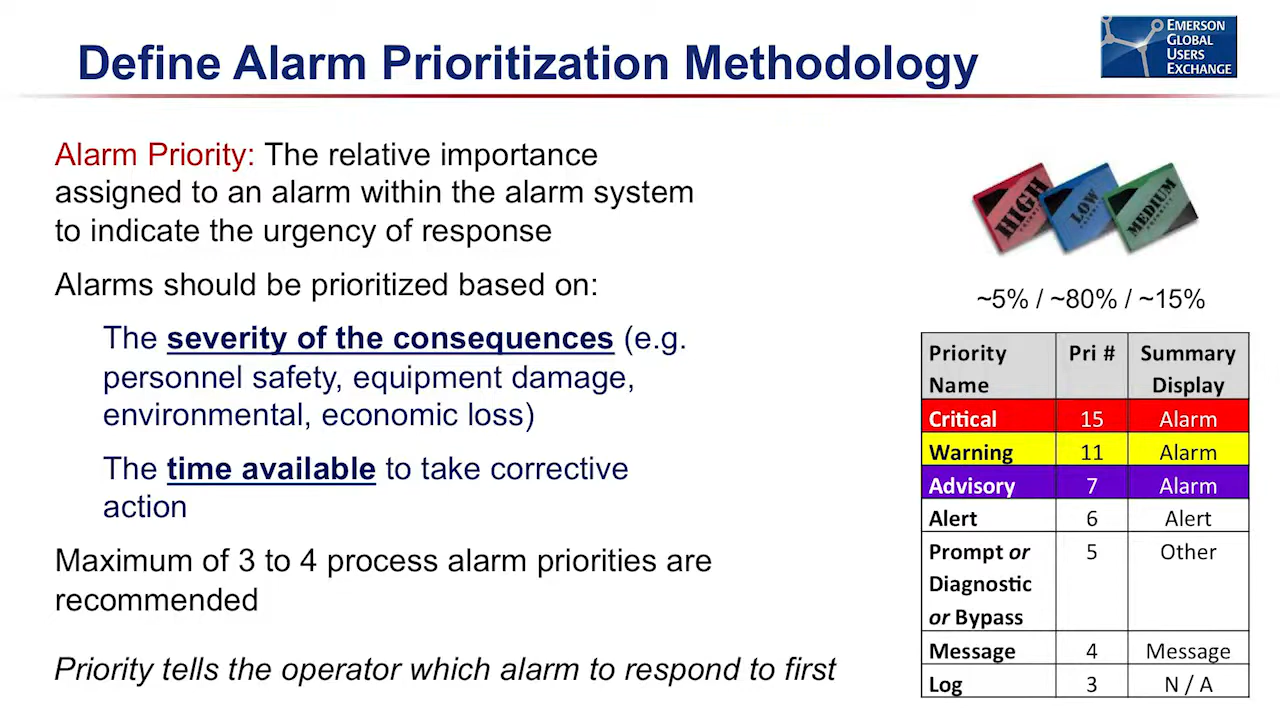 Define Alarm Prioritization Methodology
EMERSON
GLOBAL
USERS
EXCHANGE
Alarm Priority: The relative importance
assigned to an alarm within the alarm system
to indicate the urgency of response
Alarms should be prioritized based on:
The severity of the consequences (e.g.
personnel safety, equipment damage,
environmental, economic loss)
The time available to take corrective
action
Maximum of 3 to 4 process alarm priorities are
recommended
Priority tells the operator which alarm to respond to first
HIGH
LOW
MEDIUM
~5% / ~80% / ~15%
Priority Name Pri # Summary Display
Critical 15 Alarm
Warning 11 Alarm
Advisory 7 Alarm
Alert 6 Alert
Prompt or 5 Other
Diagnostic
or Bypass
Message 4 Message
Log 3 N / A